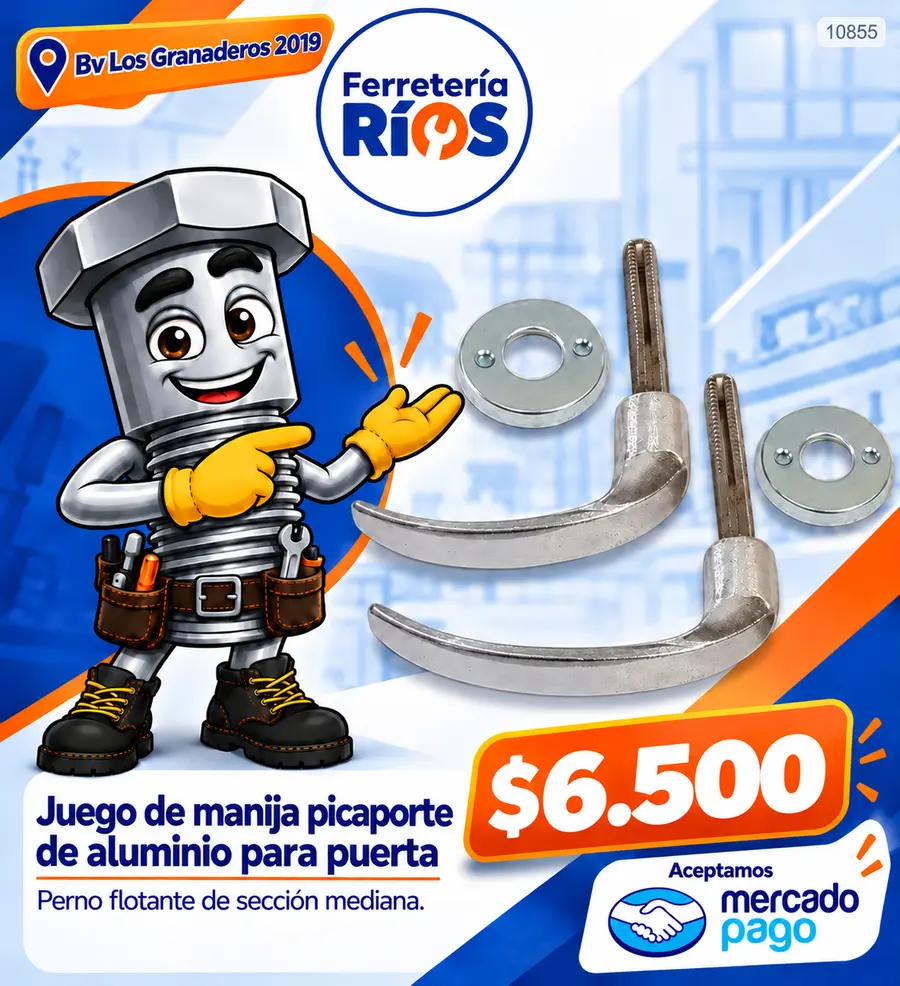 Bv Los Granaderos 2019
Ferretería
Ríos
10855
$6.500
Juego de manija picaporte
de aluminio para puerta
Perno flotante de sección mediana.
Aceptamos
mercado
pago